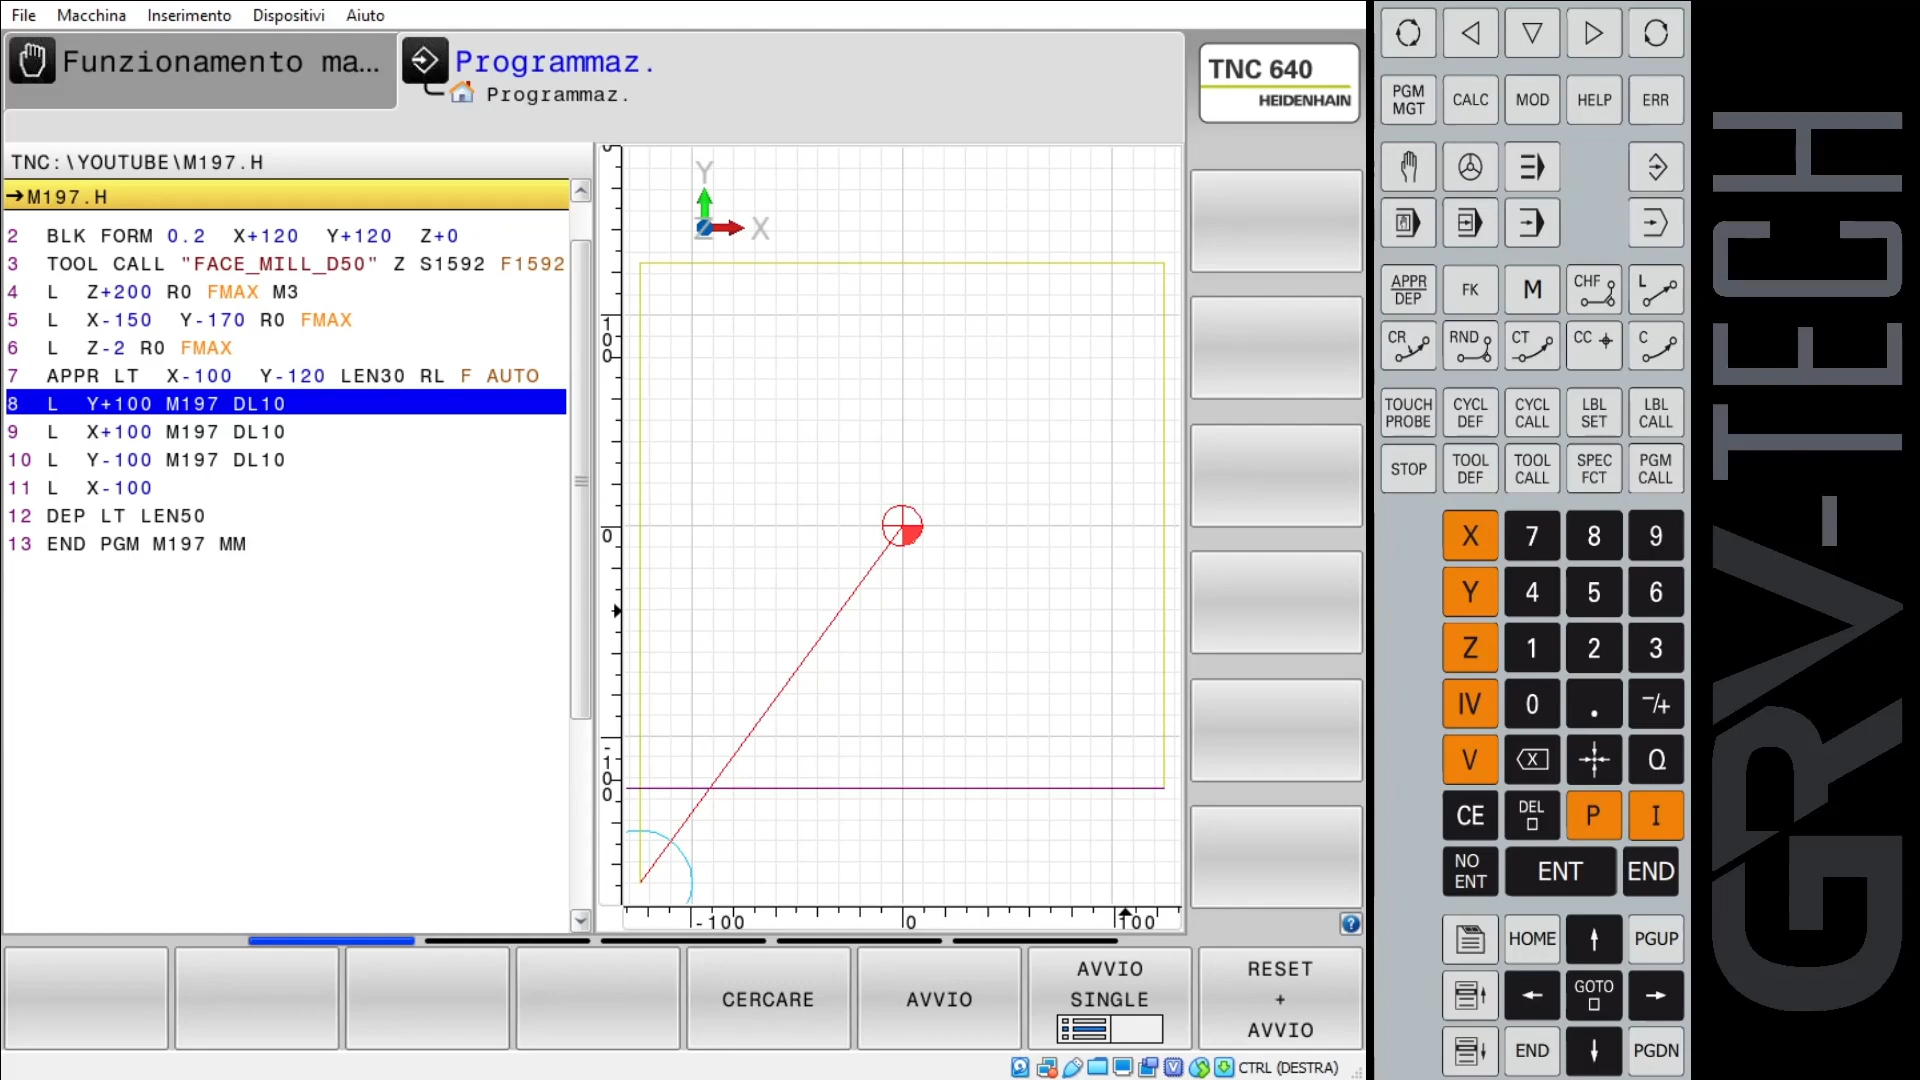 File Macchina Inserimento Dispositivi Aiuto
Funzionamento ma...
Programmaz.
Programmaz.
TNC 640
HEIDENHAIN
TNC:\YOUTUBE\M197.H
→M197.H
2 BLK FORM 0.2 X+120 Y+120 Z+0
3 TOOL CALL "FACE_MILL_D50" Z S1592 F1592
4 L Z+200 R0 FMAX M3
5 L X-150 Y-170 R0 FMAX
6 L Z-2 R0 FMAX
7 APPR LT X-100 Y-120 LEN30 RL F AUTO
8 L Y+100 M197 DL10
9 L X+100 M197 DL10
10 L Y-100 M197 DL10
11 L X-100
12 DEP LT LEN50
13 END PGM M197 MM
Y
Z X
100
0
-100
-100 0 100
CERCARE
AVVIO
AVVIO
SINGLE
RESET
+
AVVIO
CTRL (DESTRA)
PGM
MGT
CALC
MOD
HELP
ERR
APPR
DEP
FK
M
CHF
L
CR
RND
CT
CC
C
TOUCH
PROBE
CYCL
DEF
CYCL
CALL
LBL
SET
LBL
CALL
STOP
TOOL
DEF
TOOL
CALL
SPEC
FCT
PGM
CALL
X 7 8 9
Y 4 5 6
Z 1 2 3
IV 0 . -/+
V X Q
CE
DEL
P I
NO
ENT
ENT
END
HOME
PGUP
GOTO
END
PGDN
GRV-TECH